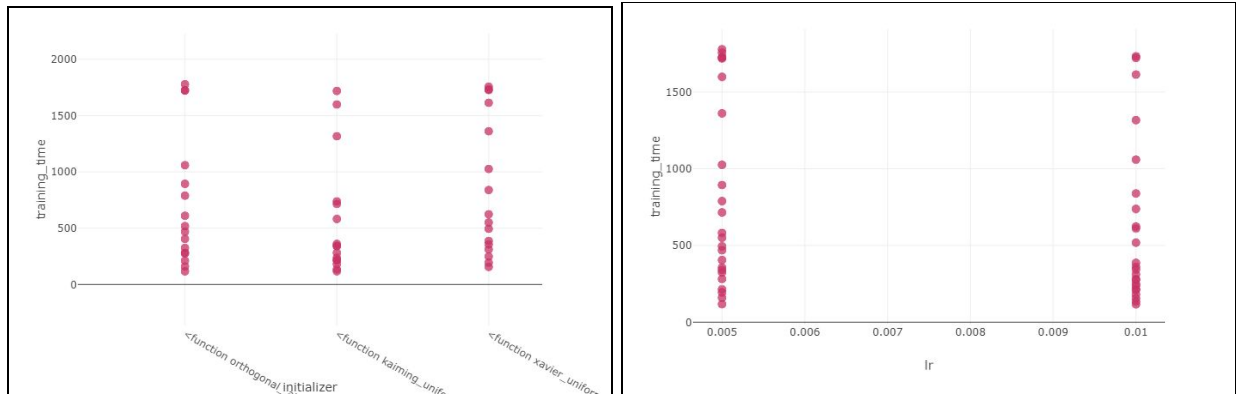 2000
1500
1000
500
0
training_time
<function orthogonal_
<function kaiming_unifo
<function xavier_unifor
initializer
1500
1000
500
0
training_time
0.005 0.006 0.007 0.008 0.009 0.01
lr